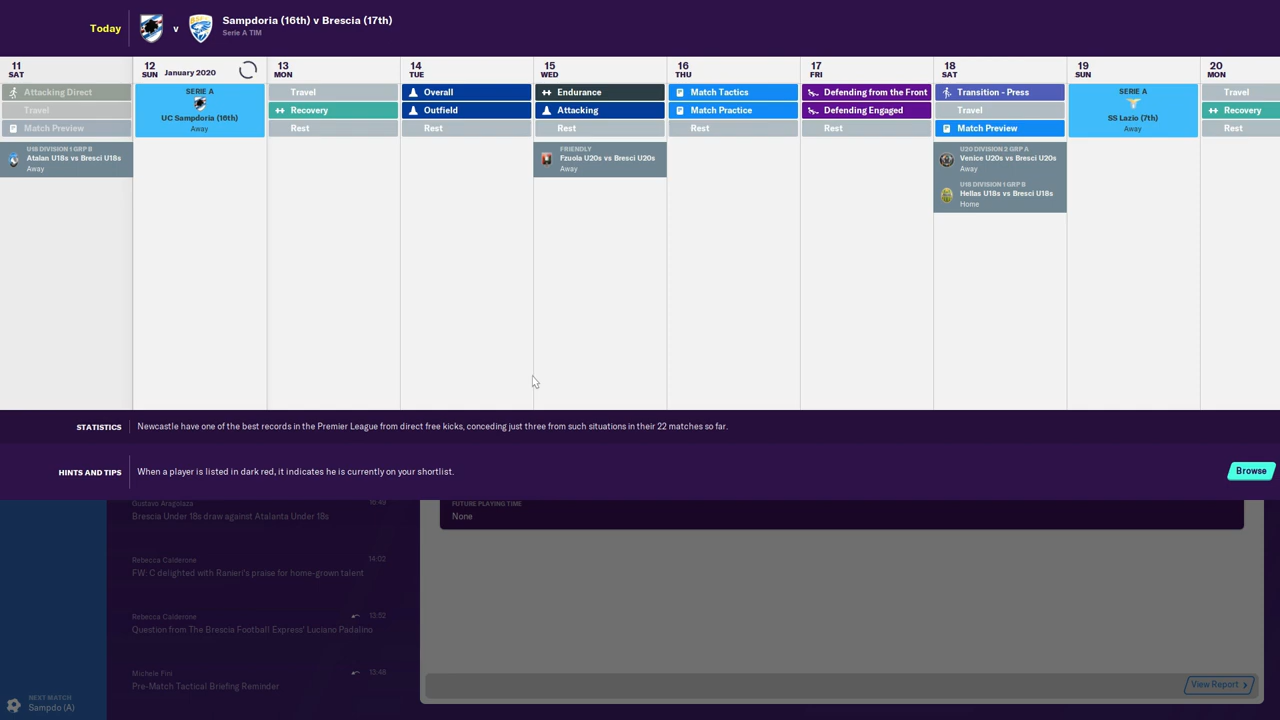 Today
v
Sampdoria (16th) v Brescia (17th)
Serie A TIM
11
SAT
Attacking Direct
Travel
Match Preview
U18 DIVISION 1 GRP B
Atalan U18s vs Bresci U18s
Away
12
SUN January 2020
SERIE A
UC Sampdoria (16th)
Away
13
MON
Travel
Recovery
Rest
14
TUE
Overall
Outfield
Rest
15
WED
Endurance
Attacking
Rest
FRIENDLY
Fzuola U20s vs Bresci U20s
Away
16
THU
Match Tactics
Match Practice
Rest
17
FRI
Defending from the Front
Defending Engaged
Rest
18
SAT
Transition - Press
Travel
Match Preview
U20 DIVISION 2 GRP A
Venice U20s vs Bresci U20s
Away
U18 DIVISION 1 GRP B
Hellas U18s vs Bresci U18s
Home
19
SUN
SERIE A
SS Lazio (7th)
Away
20
MON
Travel
Recovery
Rest
STATISTICS
Newcastle have one of the best records in the Premier League from direct free kicks, conceding just three from such situations in their 22 matches so far.
HINTS AND TIPS
When a player is listed in dark red, it indicates he is currently on your shortlist.
Browse
Gustavo Aragolaza 16:49
Brescia Under 18s draw against Atalanta Under 18s
Rebecca Calderone 14:02
FW: C delighted with Ranieri's praise for home-grown talent
Rebecca Calderone 13:52
Question from The Brescia Football Express' Luciano Padalino
Michele Fini 13:48
Pre-Match Tactical Briefing Reminder
FUTURE PLAYING TIME
None
View Report
NEXT MATCH
Sampdo (A)